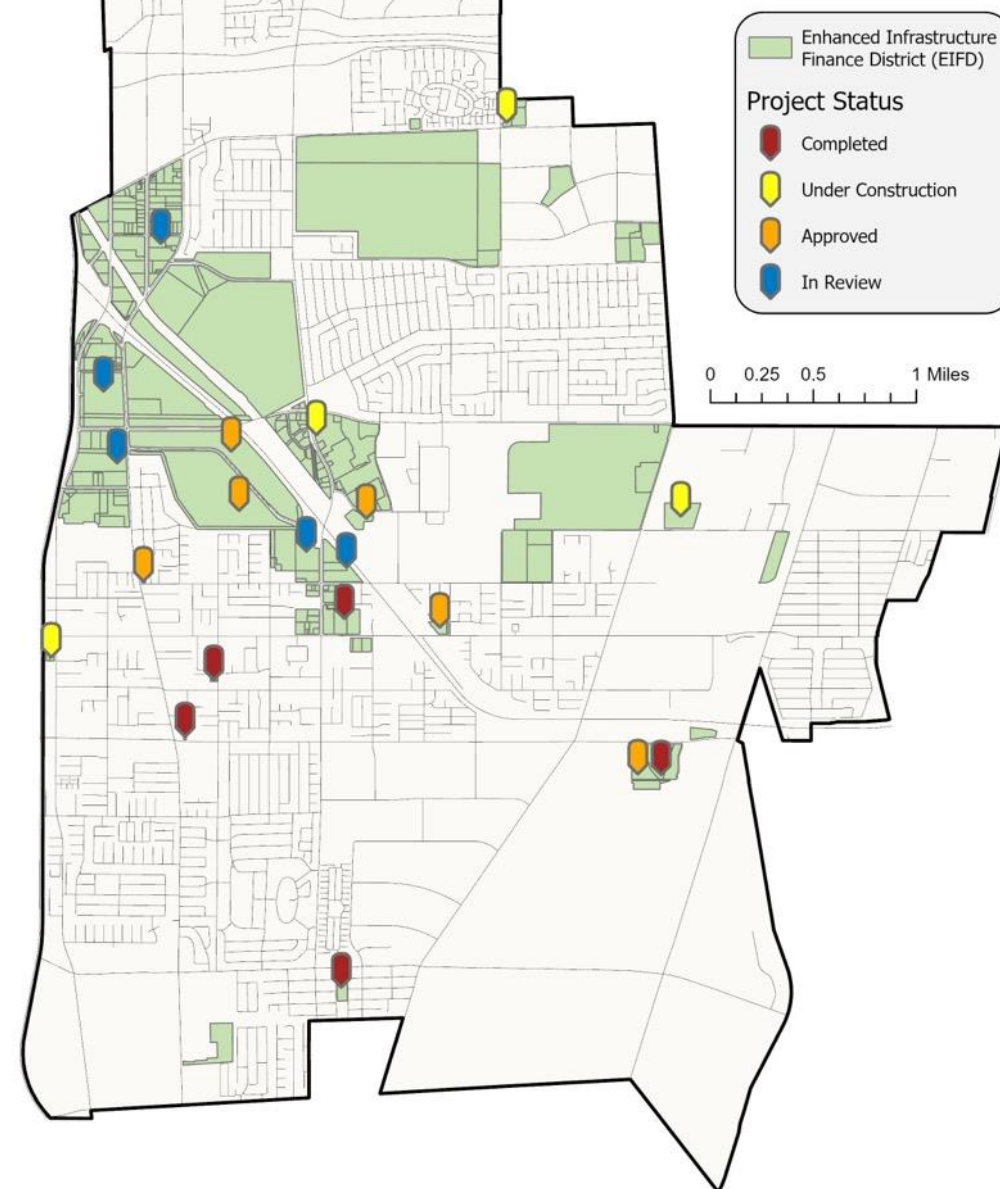 Enhanced Infrastructure
Finance District (EIFD)
Project Status
Completed
Under Construction
Approved
In Review
0 0.25 0.5 1 Miles